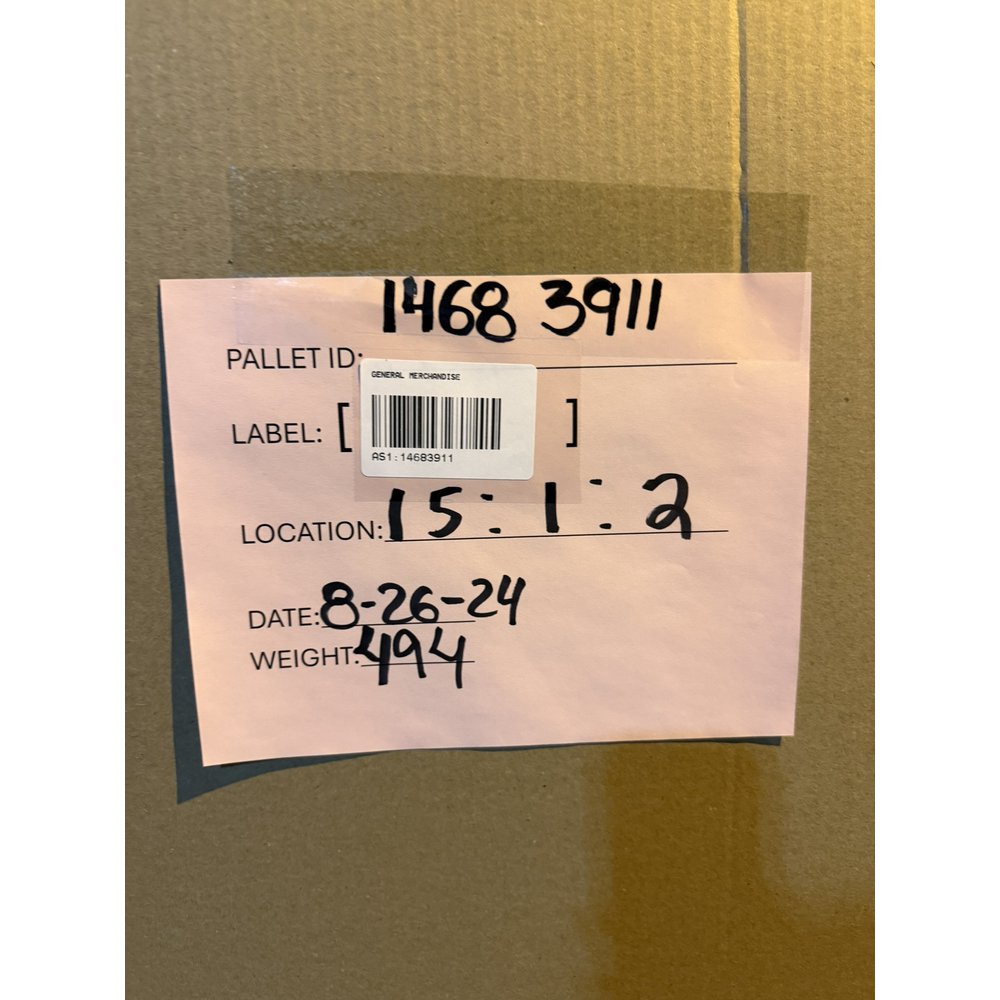 1468 3911
PALLET ID:
GENERAL MERCHANDISE
LABEL: [ ]
AS1:14683911
LOCATION: 15:1:2
DATE: 8-26-24
WEIGHT: 494